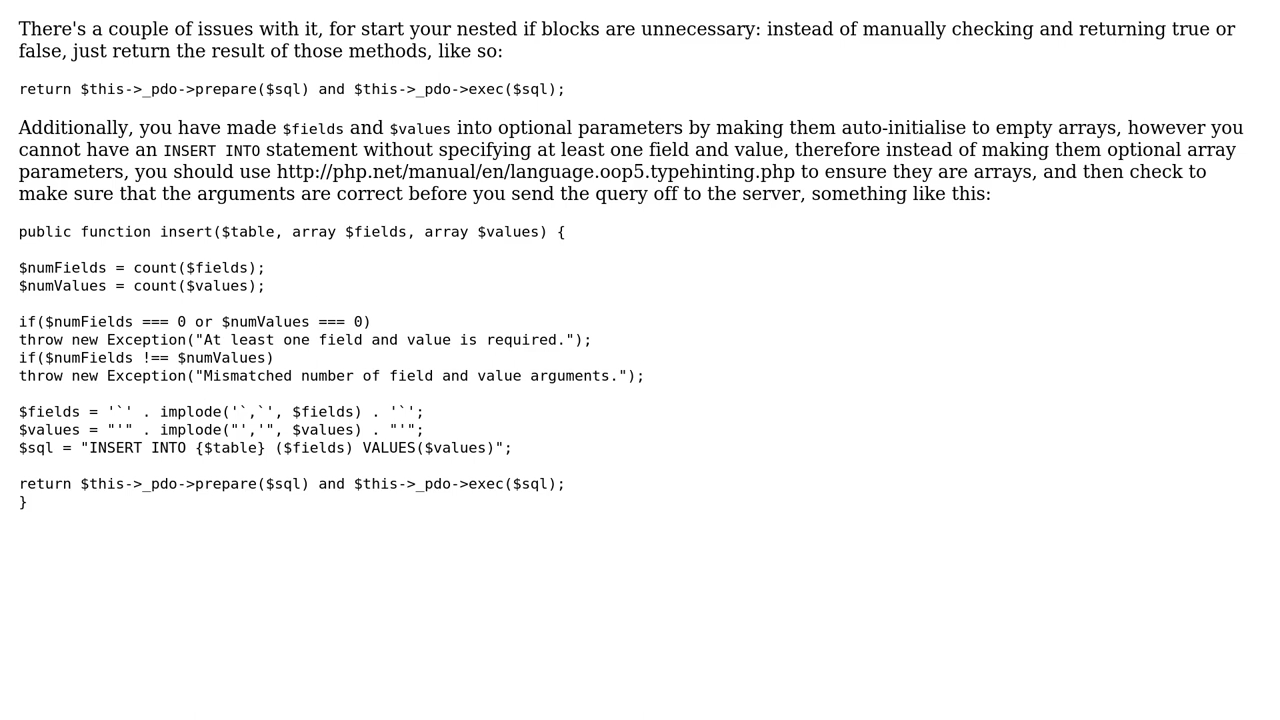 There's a couple of issues with it, for start your nested if blocks are unnecessary: instead of manually checking and returning true or
false, just return the result of those methods, like so:
return $this->_pdo->prepare($sql) and $this->_pdo->exec($sql);
Additionally, you have made $fields and $values into optional parameters by making them auto-initialise to empty arrays, however you
cannot have an INSERT INTO statement without specifying at least one field and value, therefore instead of making them optional array
parameters, you should use http://php.net/manual/en/language.oop5.typehinting.php to ensure they are arrays, and then check to
make sure that the arguments are correct before you send the query off to the server, something like this:
public function insert($table, array $fields, array $values) {
$numFields = count($fields);
$numValues = count($values);
if($numFields === 0 or $numValues === 0)
throw new Exception("At least one field and value is required.");
if($numFields !== $numValues)
throw new Exception("Mismatched number of field and value arguments.");
$fields = '`' . implode('`,`', $fields) . '`';
$values = "'" . implode("','", $values) . "'";
$sql = "INSERT INTO {$table} ($fields) VALUES($values)";
return $this->_pdo->prepare($sql) and $this->_pdo->exec($sql);
}